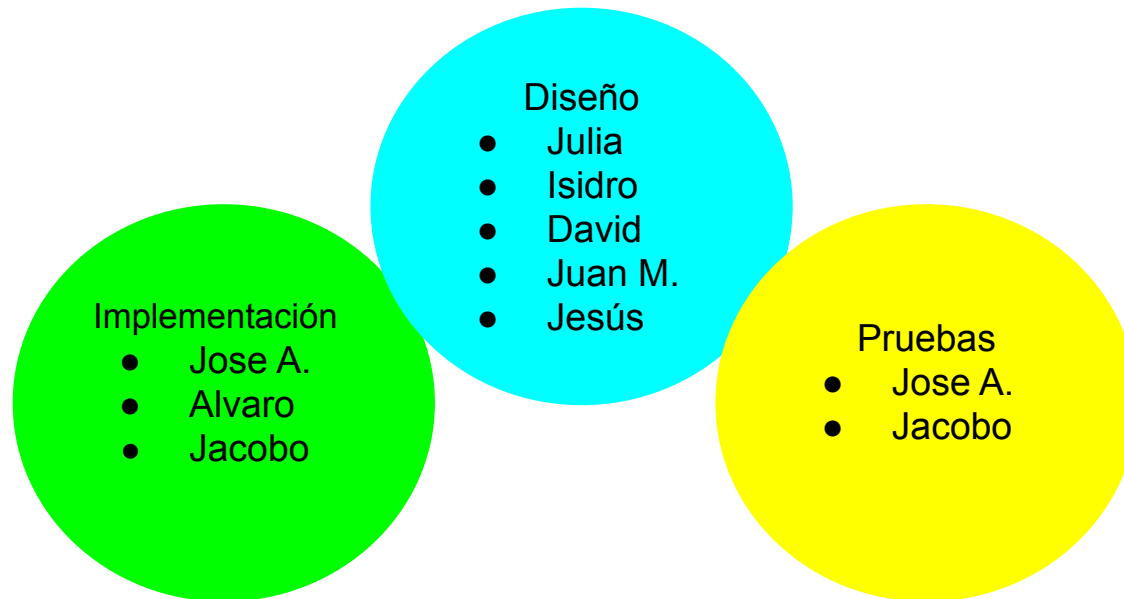 Diseño
● Julia
● Isidro
● David
● Juan M.
● Jesús
Implementación
● Jose A.
● Alvaro
● Jacobo
Pruebas
● Jose A.
● Jacobo